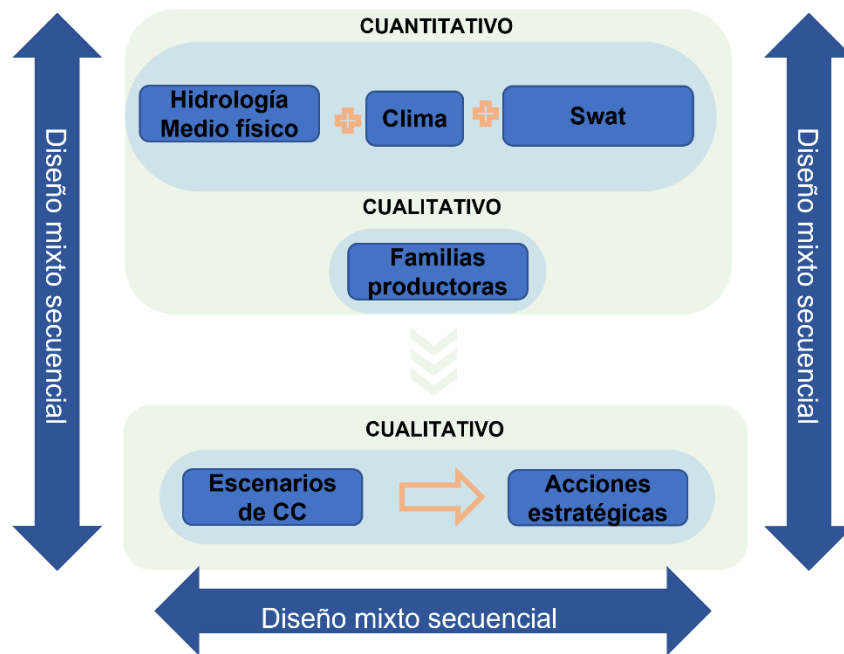 CUANTITATIVO
Hidrología
Medio físico
Clima
Swat
CUALITATIVO
Familias
productoras
CUALITATIVO
Escenarios
de CC
Acciones
estratégicas
Diseño mixto secuencial
Diseño mixto secuencial
Diseño mixto secuencial